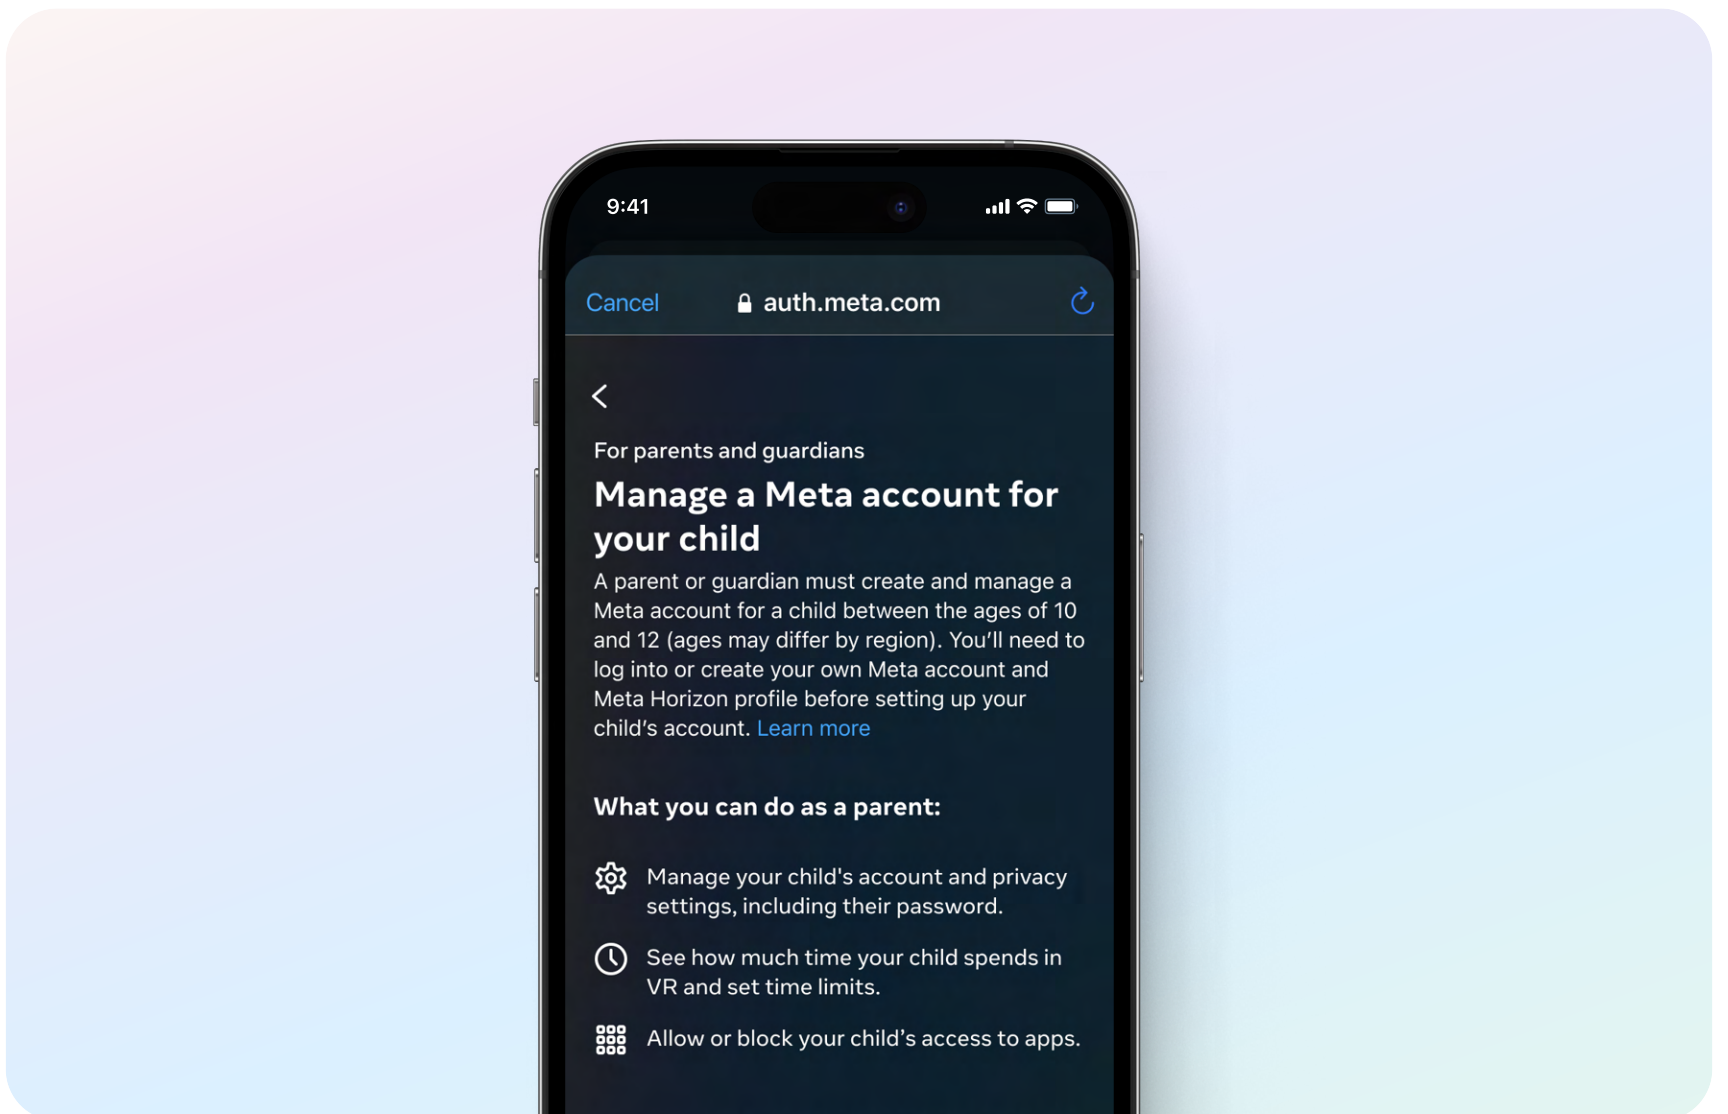 9:41
Cancel
auth.meta.com
For parents and guardians
Manage a Meta account for
your child
A parent or guardian must create and manage a
Meta account for a child between the ages of 10
and 12 (ages may differ by region). You’ll need to
log into or create your own Meta account and
Meta Horizon profile before setting up your
child’s account. Learn more
What you can do as a parent:
Manage your child's account and privacy
settings, including their password.
See how much time your child spends in
VR and set time limits.
Allow or block your child’s access to apps.